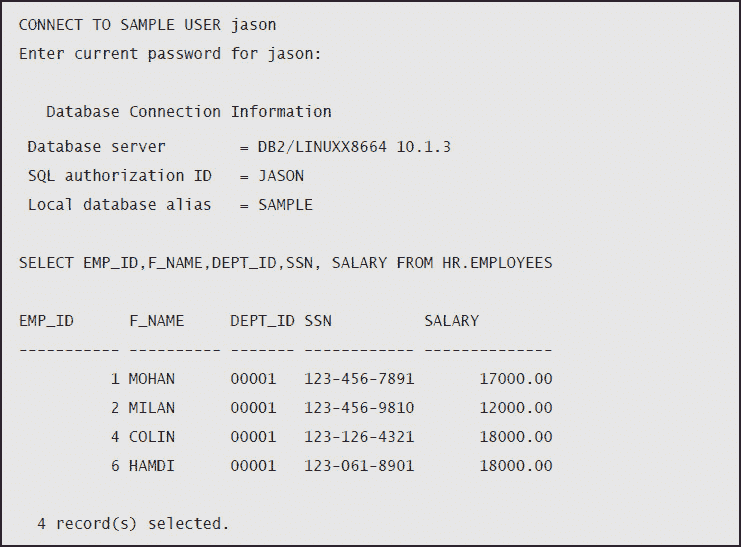 CONNECT TO SAMPLE USER jason
Enter current password for jason:
Database Connection Information
Database server = DB2/LINUXX8664 10.1.3
SQL authorization ID = JASON
Local database alias = SAMPLE
SELECT EMP_ID,F_NAME,DEPT_ID,SSN, SALARY FROM HR.EMPLOYEES
EMP_ID F_NAME DEPT_ID SSN SALARY
----------- ---------- ------- ------------ --------------
1 MOHAN 00001 123-456-7891 17000.00
2 MILAN 00001 123-456-9810 12000.00
4 COLIN 00001 123-126-4321 18000.00
6 HAMDI 00001 123-061-8901 18000.00
4 record(s) selected.